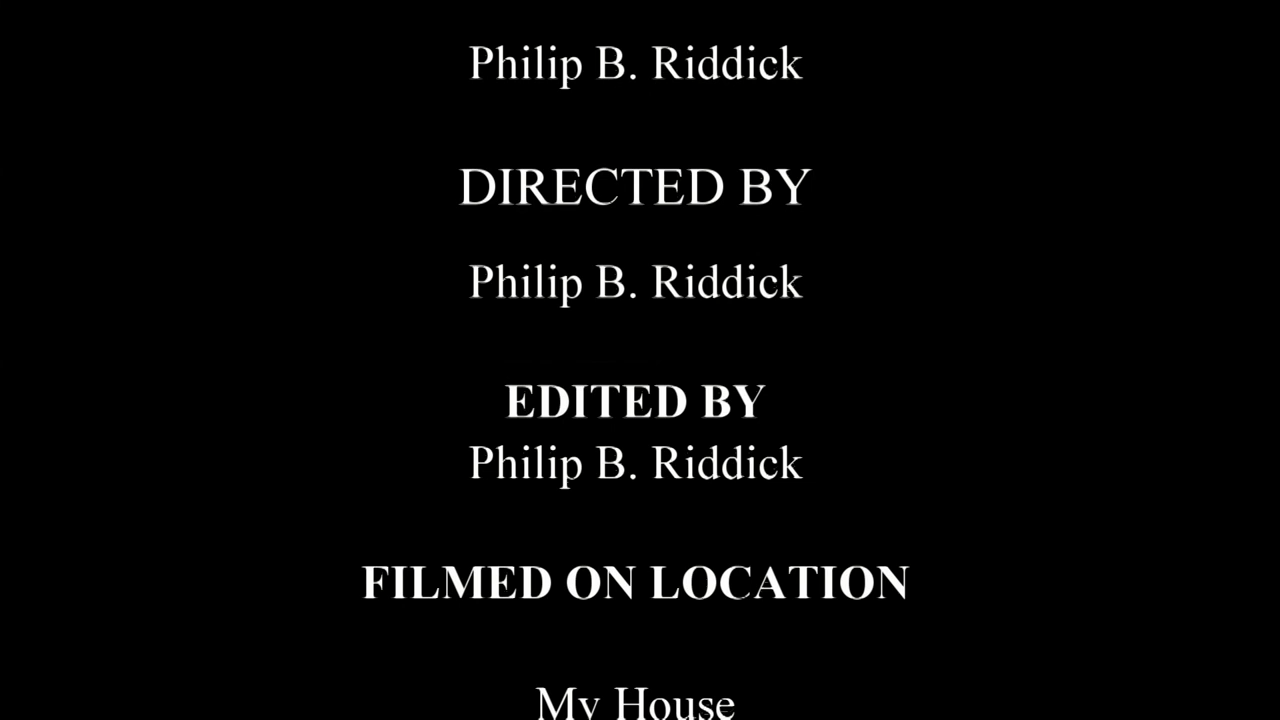 Philip B. Riddick
DIRECTED BY
Philip B. Riddick
EDITED BY
Philip B. Riddick
FILMED ON LOCATION
My House